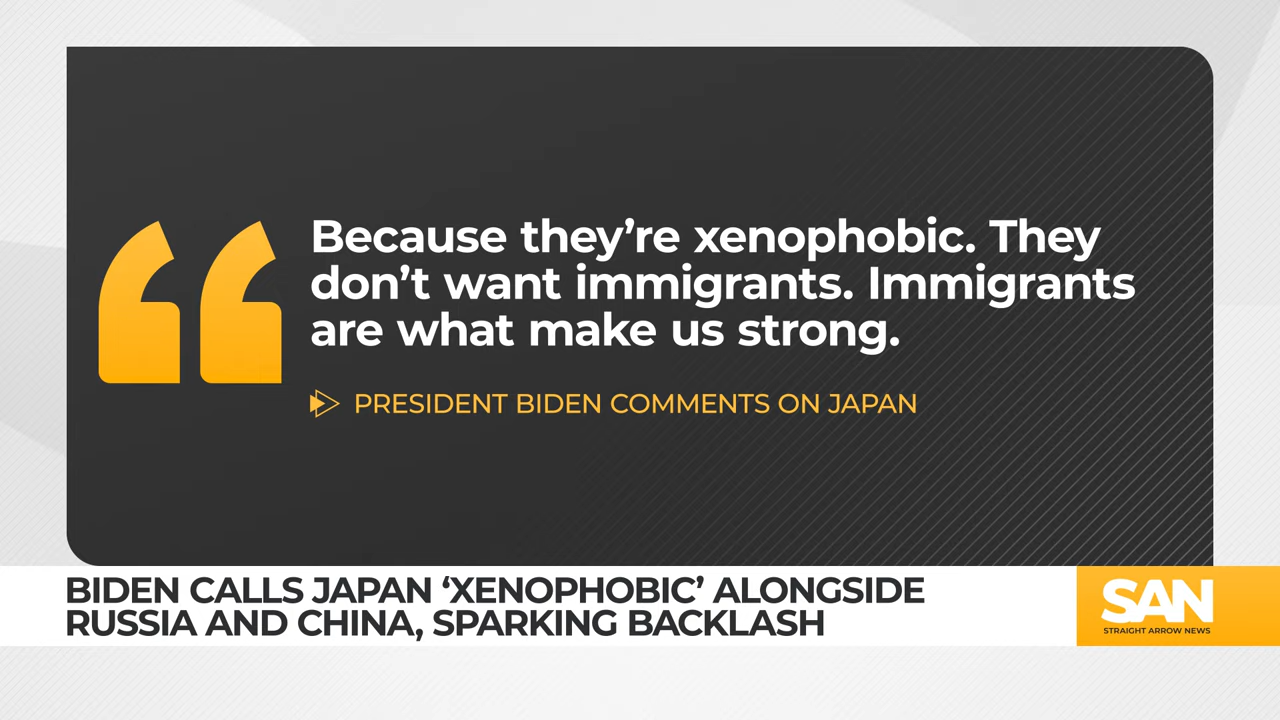 Because they’re xenophobic. They
don’t want immigrants. Immigrants
are what make us strong.
PRESIDENT BIDEN COMMENTS ON JAPAN
BIDEN CALLS JAPAN ‘XENOPHOBIC’ ALONGSIDE
RUSSIA AND CHINA, SPARKING BACKLASH
SAN
STRAIGHT ARROW NEWS